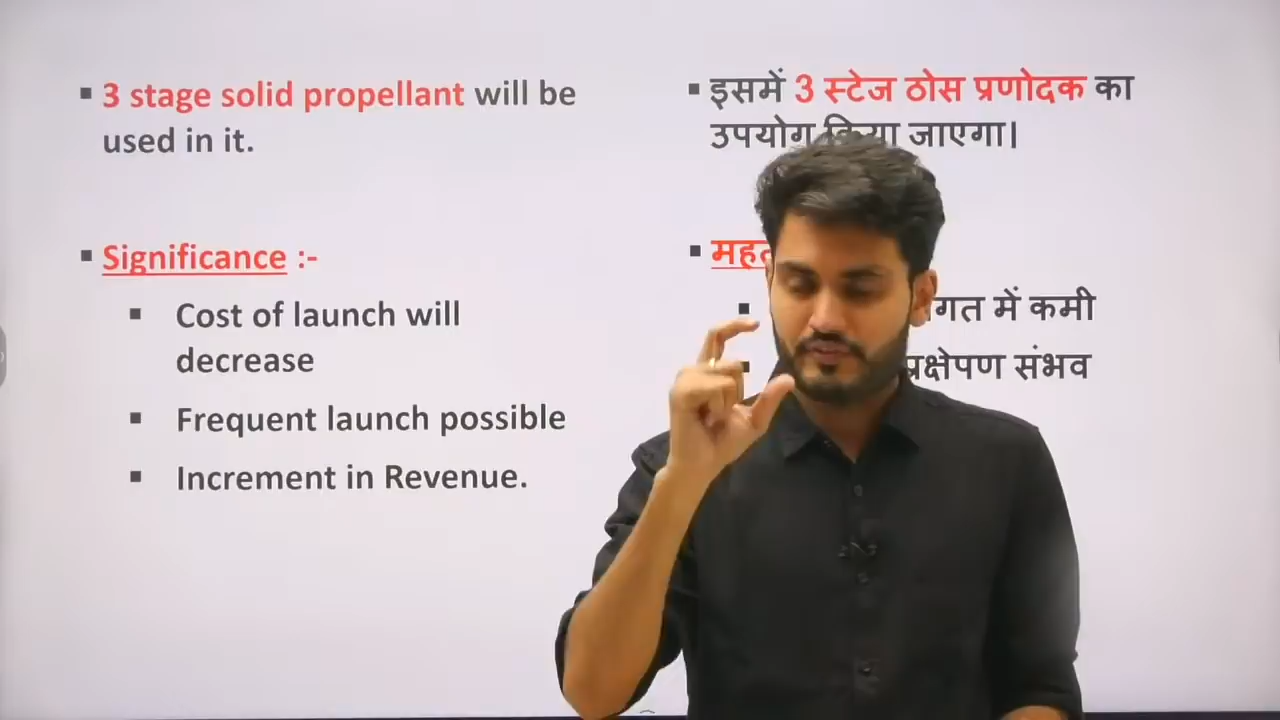 3 stage solid propellant will be
used in it.
Significance :-
Cost of launch will
decrease
Frequent launch possible
Increment in Revenue.
इसमें 3 स्टेज ठोस प्रणोदक का
उपयोग किया जाएगा।
में कमी
प्रक्षेपण संभव